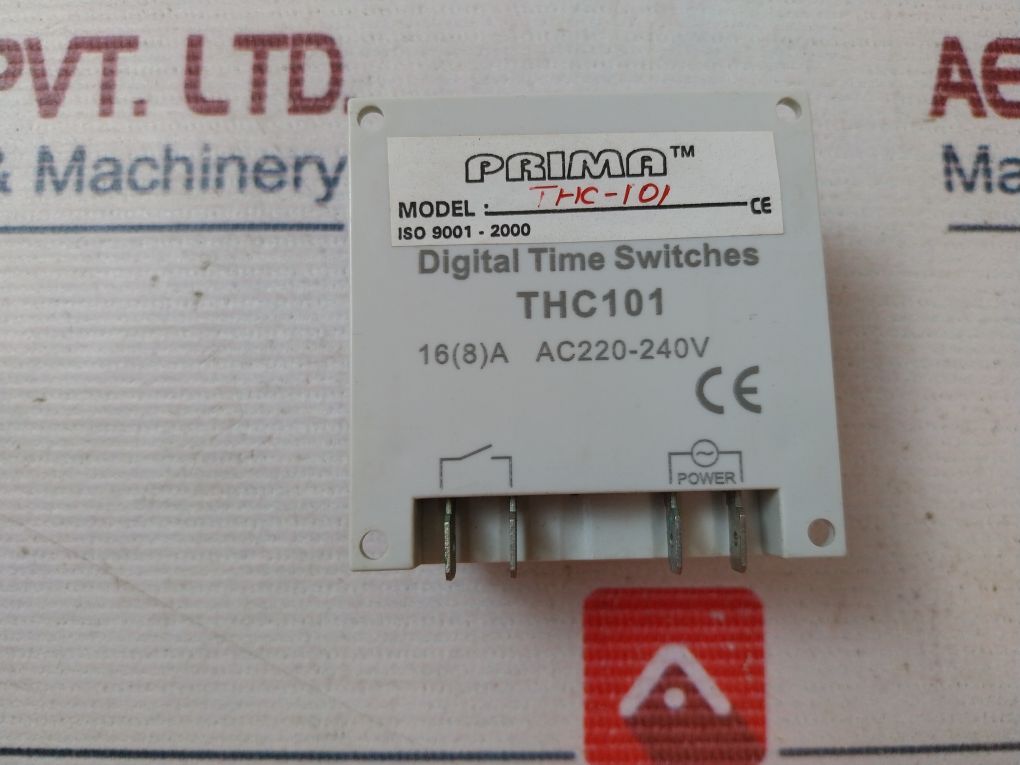 PVT. LTD.
& Machinery
AE
Ma
PRIMA™
MODEL : THC-101 CE
ISO 9001 - 2000
Digital Time Switches
THC101
16(8)A AC220-240V
CE
POWER